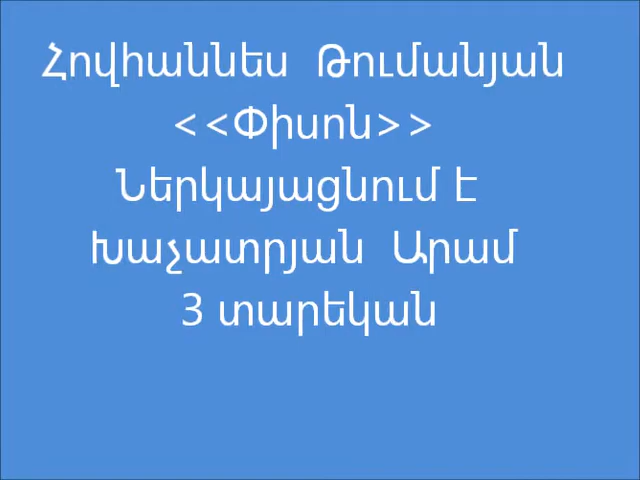 Հովհաննես Թումանյան
<<Փիսոն>>
Ներկայացնում է
Խաչատրյան Արամ
3 տարեկան